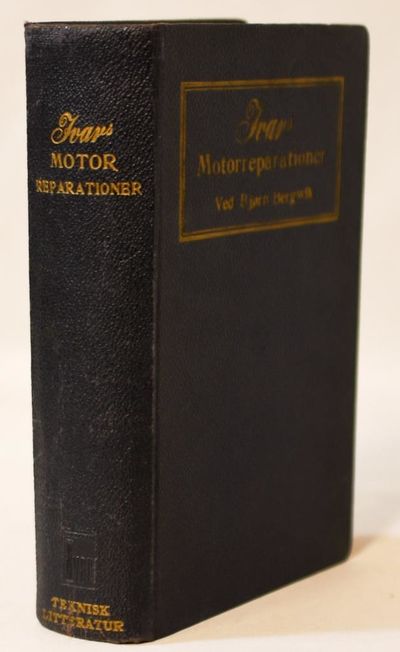 Ivars
MOTOR
REPARATIONER
TEKNISK
LITTERATUR
Ivars
Motorreparationer
Ved Bjørn Bergwik